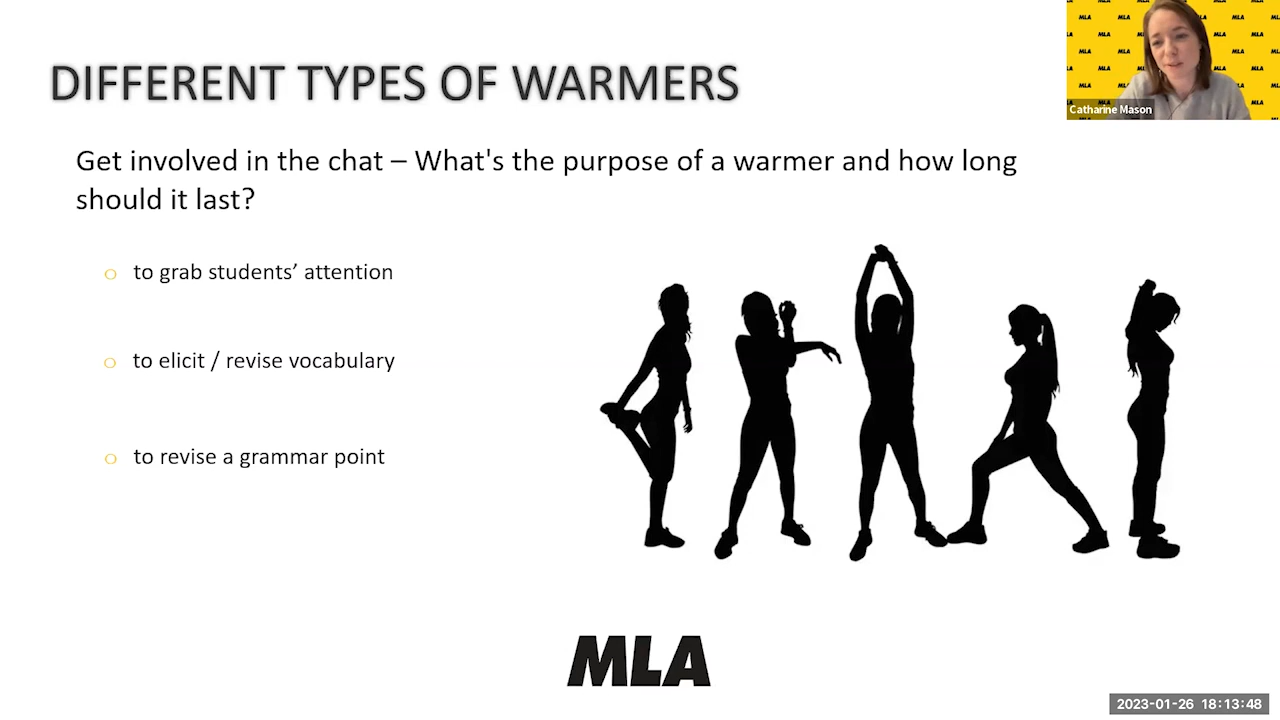 DIFFERENT TYPES OF WARMERS
Catharine Mason
Get involved in the chat – What's the purpose of a warmer and how long
should it last?
to grab students’ attention
to elicit / revise vocabulary
to revise a grammar point
MLA
2023-01-26 18:13:48